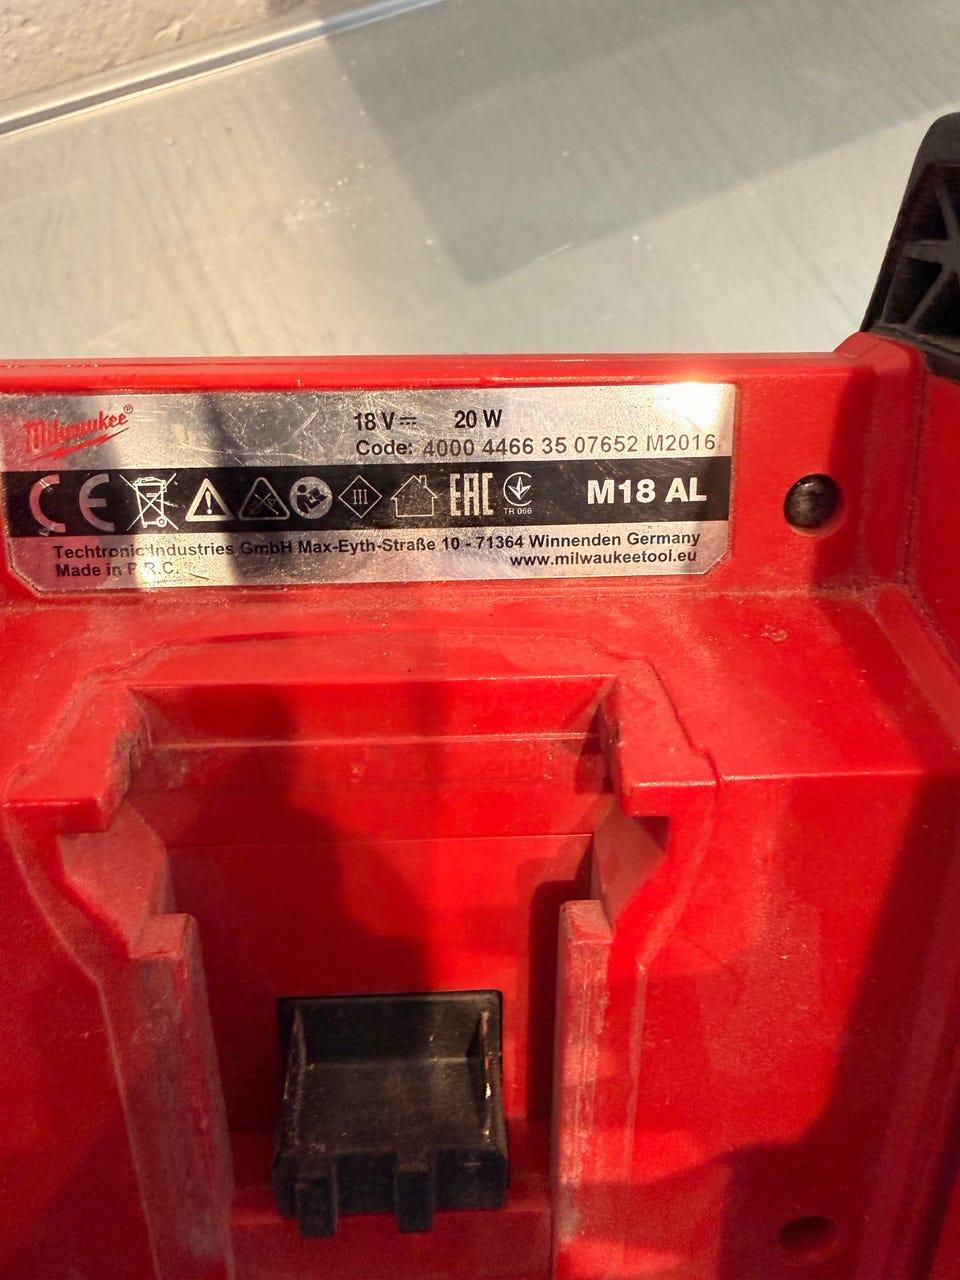 Milwaukee®
18 V⎓ 20 W
Code: 4000 4466 35 07652 M2016
CE III EAC TR 066 M18 AL
Techtronic Industries GmbH Max-Eyth-Straße 10 - 71364 Winnenden Germany
Made in P.R.C. www.milwaukeetool.eu